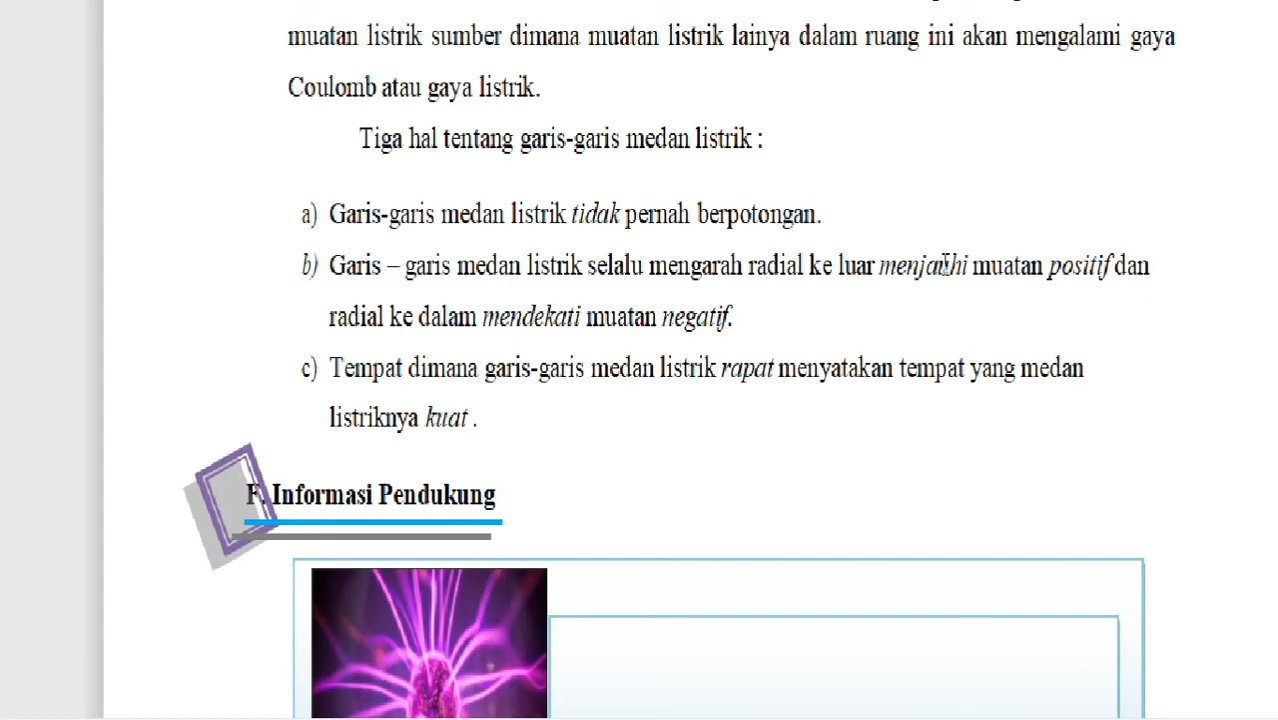 muatan listrik sumber dimana muatan listrik lainya dalam ruang ini akan mengalami gaya
Coulomb atau gaya listrik.
Tiga hal tentang garis-garis medan listrik :
a) Garis-garis medan listrik tidak pernah berpotongan.
b) Garis – garis medan listrik selalu mengarah radial ke luar menjauhi muatan positif dan
radial ke dalam mendekati muatan negatif.
c) Tempat dimana garis-garis medan listrik rapat menyatakan tempat yang medan
listriknya kuat .
F. Informasi Pendukung